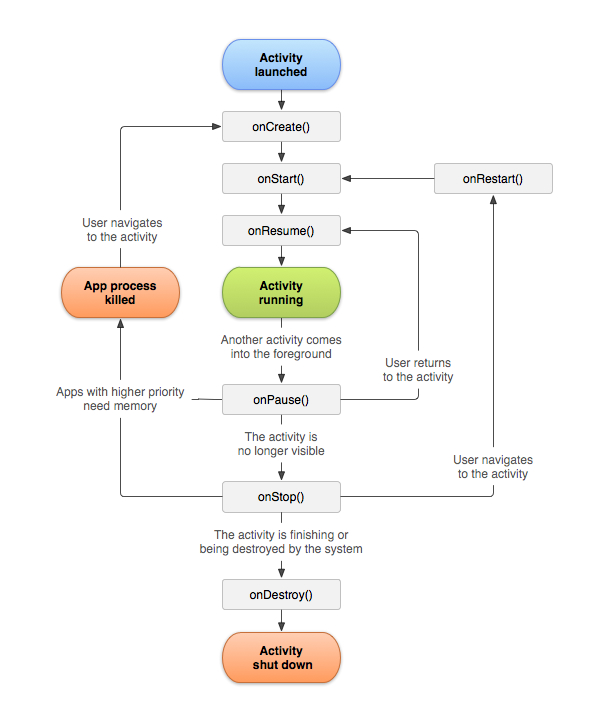 Activity
launched
onCreate()
onStart()
onRestart()
onResume()
User navigates
to the activity
App process
killed
Activity
running
Another activity comes
into the foreground
User returns
to the activity
Apps with higher priority
need memory
onPause()
The activity is
no longer visible
User navigates
to the activity
onStop()
The activity is finishing or
being destroyed by the system
onDestroy()
Activity
shut down